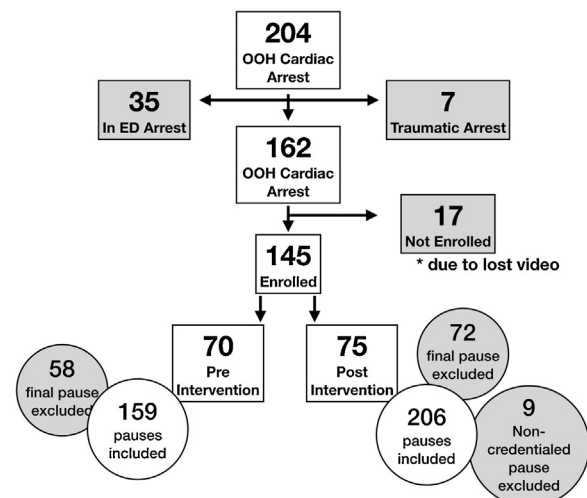 204
OOH Cardiac
Arrest
35
In ED Arrest
7
Traumatic Arrest
162
OOH Cardiac
Arrest
17
Not Enrolled
* due to lost video
145
Enrolled
70
Pre
Intervention
75
Post
Intervention
58
final pause
excluded
159
pauses
included
72
final pause
excluded
206
pauses
included
9
Non-
credentialed
pause
excluded